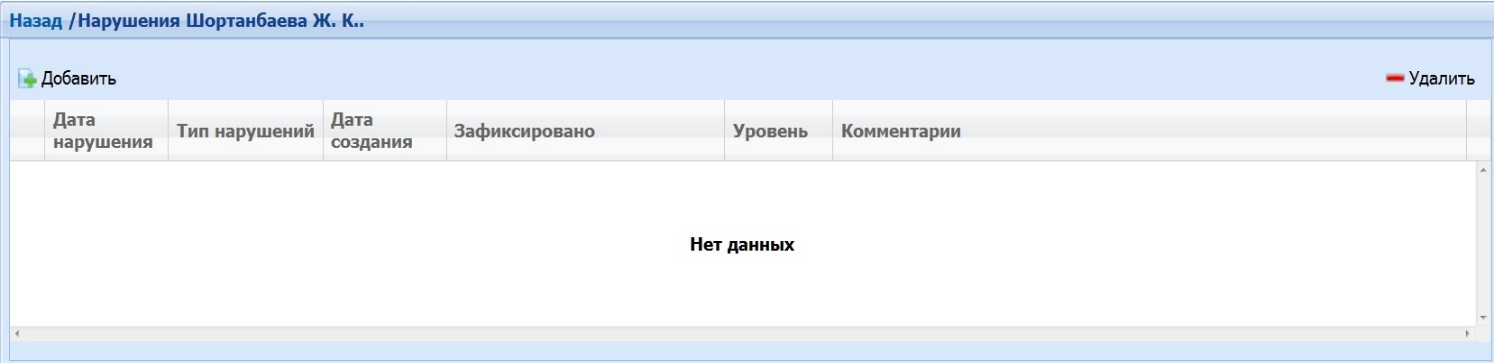 Назад /Нарушения Шортанбаева Ж. К..
Добавить Удалить
Дата нарушения Тип нарушений Дата создания Зафиксировано Уровень Комментарии
Нет данных